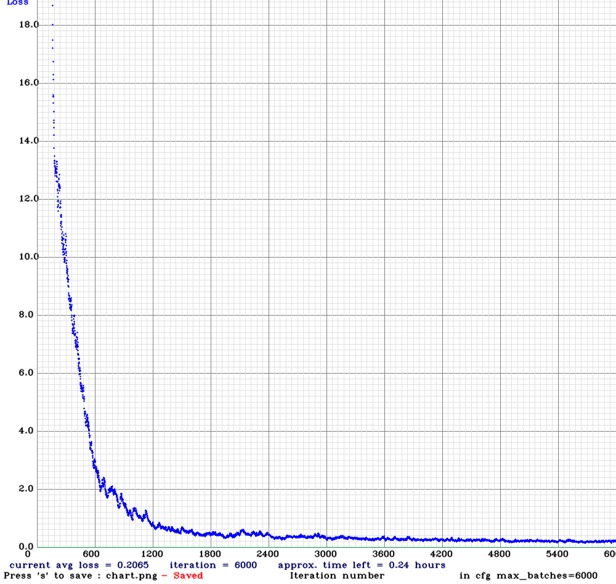 Loss
18.0
16.0
14.0
12.0
10.0
8.0
6.0
4.0
2.0
0.0
600 1200 1800 2400 3000 3600 4200 4800 5400
current avg loss = 0.2065 iteration = 6000 approx. time left = 0.24 hours
Press 's' to save : chart.png - Saved Iteration number in cfg max_batches=6000